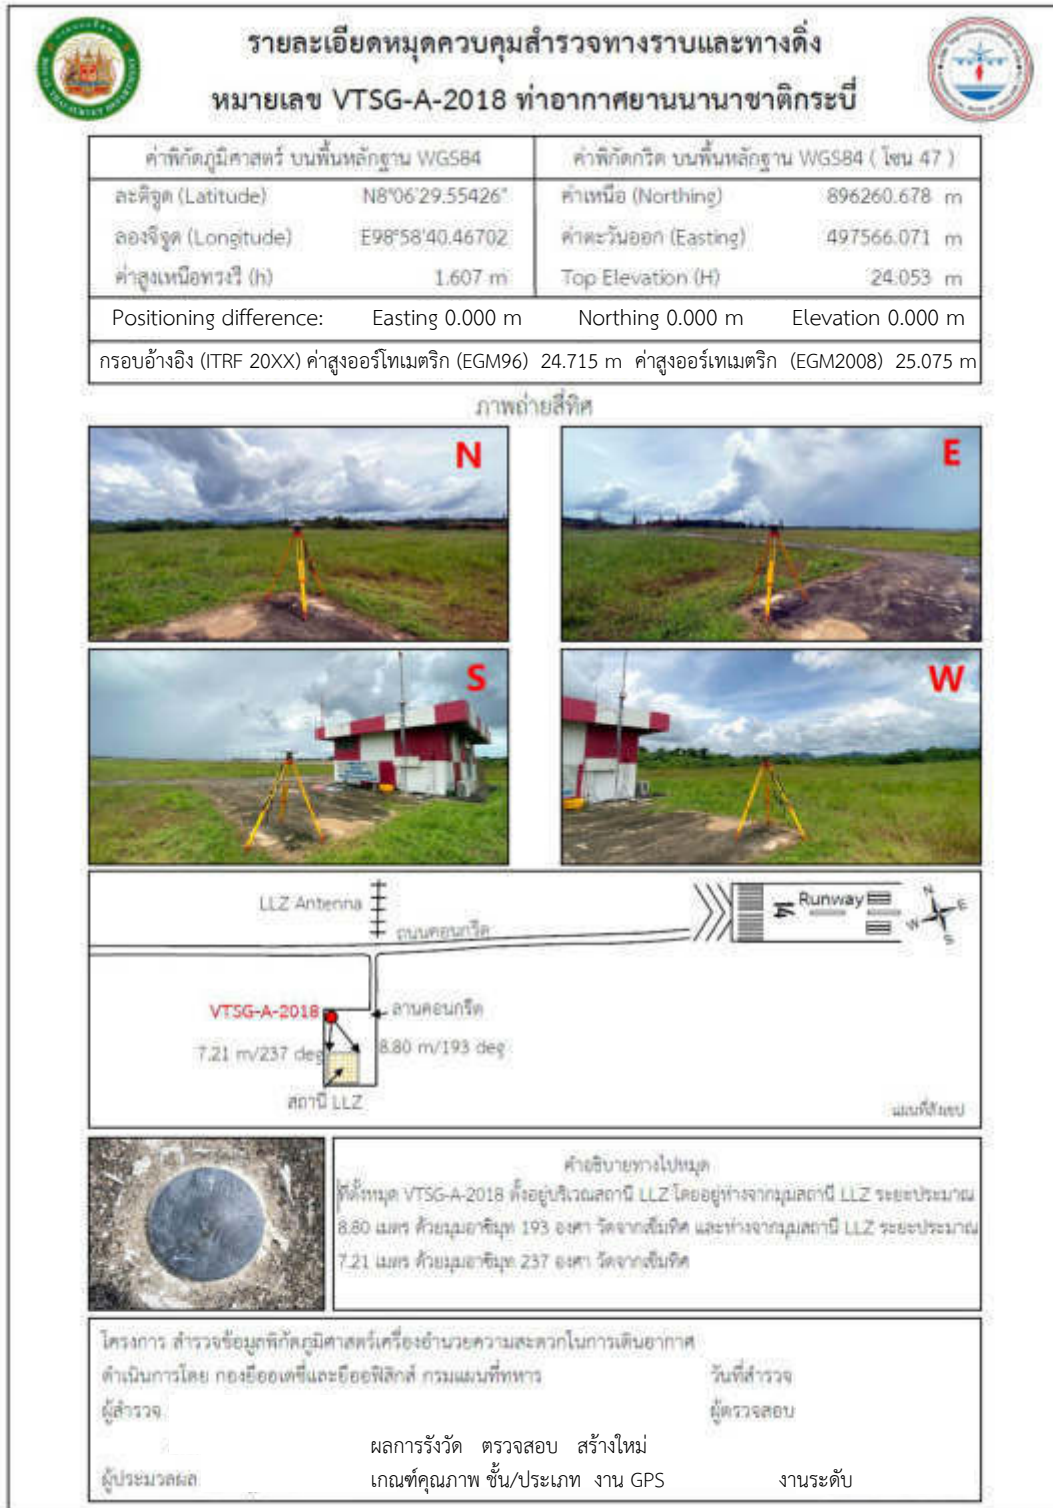 รายละเอียดหมุดควบคุมสำรวจทางราบและทางดิ่ง
หมายเลข VTSG-A-2018 ท่าอากาศยานนานาชาติกระบี่
ค่าพิกัดภูมิศาสตร์ บนพื้นหลักฐาน WGS84
ค่าพิกัดกริด บนพื้นหลักฐาน WGS84 ( โซน 47 )
ละติจูด (Latitude) N8°06'29.55426"
ค่าเหนือ (Northing) 896260.678 m
ลองจิจูด (Longitude) E98°58'40.46702
ค่าตะวันออก (Easting) 497566.071 m
ค่าสูงเหนือทรงรี (h) 1.607 m
Top Elevation (H) 24.053 m
Positioning difference: Easting 0.000 m Northing 0.000 m Elevation 0.000 m
กรอบอ้างอิง (ITRF 20XX) ค่าสูงออร์โทเมตริก (EGM96) 24.715 m ค่าสูงออร์เทเมตริก (EGM2008) 25.075 m
ภาพถ่ายสี่ทิศ
N
E
S
W
LLZ Antenna
ถนนคอนกรีต
14
Runway
N
E
W
S
VTSG-A-2018
ลานคอนกรีต
7.21 m/237 deg
8.80 m/193 deg
สถานี LLZ
แผนที่สังเขป
คำอธิบายทางไปหมุด
ที่ตั้งหมุด VTSG-A-2018 ตั้งอยู่บริเวณสถานี LLZ โดยอยู่ห่างจากมุมสถานี LLZ ระยะประมาณ
8.80 เมตร ด้วยมุมอาซิมุท 193 องศา วัดจากเข็มทิศ และห่างจากมุมสถานี LLZ ระยะประมาณ
7.21 เมตร ด้วยมุมอาซิมุท 237 องศา วัดจากเข็มทิศ
โครงการ สำรวจข้อมูลพิกัดภูมิศาสตร์เครื่องอำนวยความสะดวกในการเดินอากาศ
ดำเนินการโดย กองยีออเดซี่และยีออฟิสิกส์ กรมแผนที่ทหาร
วันที่สำรวจ
ผู้สำรวจ
ผู้ตรวจสอบ
ผลการรังวัด ตรวจสอบ สร้างใหม่
ผู้ประมวลผล
เกณฑ์คุณภาพ ชั้น/ประเภท งาน GPS งานระดับ